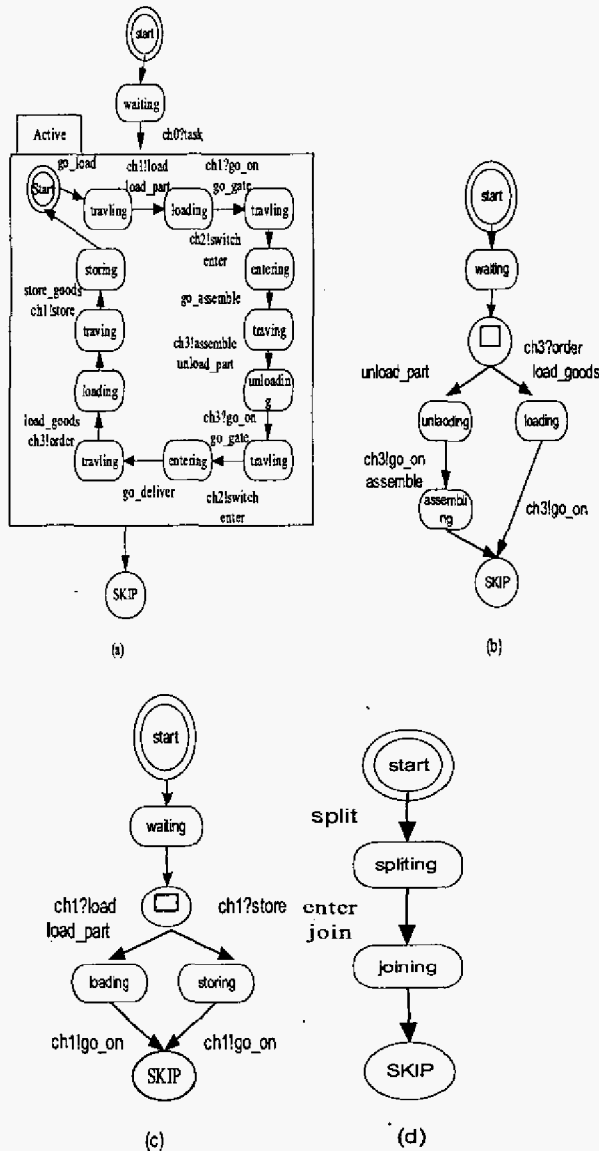 start
waiting
Active
ch0?task
go_load
ch1!load
load_part
ch1?go_on
go_gate
Start
travling
loading
travling
ch2!switch
enter
storing
entering
store_goods
ch1!store
go_assemble
traving
traving
ch3!assemble
unload_part
loading
unloadin
g
load_goods
ch3!order
ch3?go_on
go_gate
travling
entering
travling
go_deliver
ch2!switch
enter
SKIP
(a)
start
waiting
unload_part
ch3?order
load_goods
unlaoding
loading
ch3!go_on
assemble
assembli
ng
ch3!go_on
SKIP
(b)
start
waiting
ch1?load
load_part
ch1?store
loading
storing
ch1!go_on
ch1!go_on
SKIP
(c)
start
split
spliting
enter
join
joining
SKIP
(d)